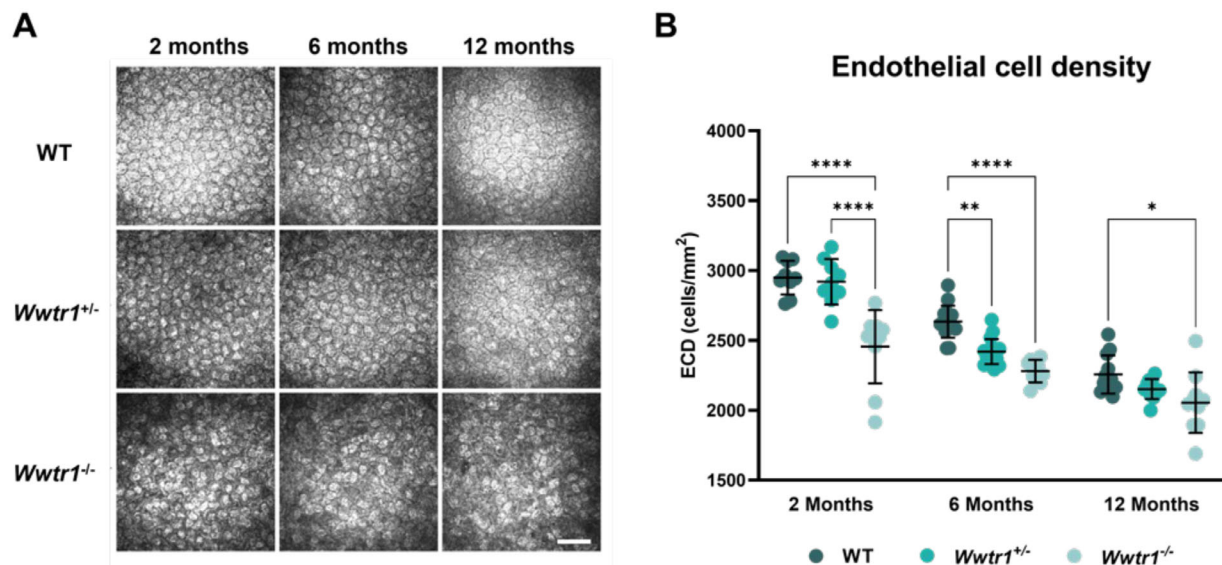 A
2 months 6 months 12 months
WT
Wwtr1+/-
Wwtr1-/-
B
Endothelial cell density
ECD (cells/mm²)
4000
3500
3000
2500
2000
1500
**** ****
**** ** *
2 Months 6 Months 12 Months
WT Wwtr1+/- Wwtr1-/-